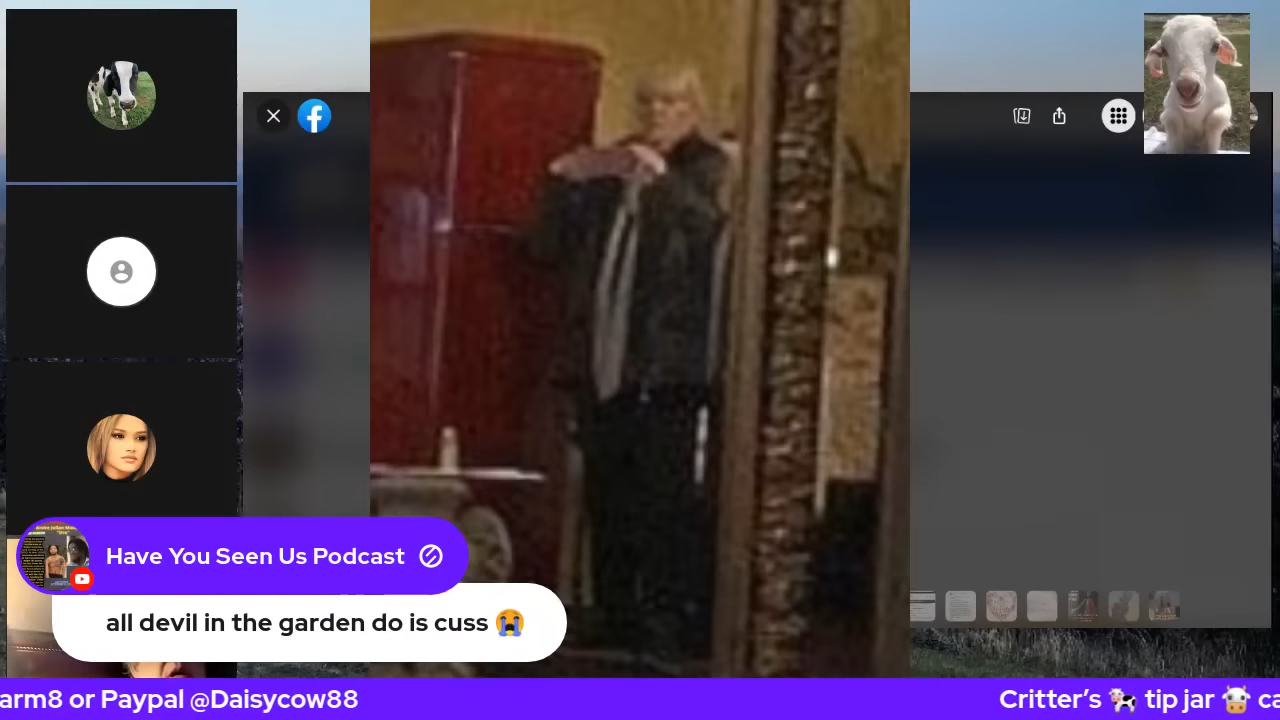 Have You Seen Us Podcast
all devil in the garden do is cuss 😭
arm8 or Paypal @Daisycow88
Critter’s 🐄 tip jar 🐮 ca